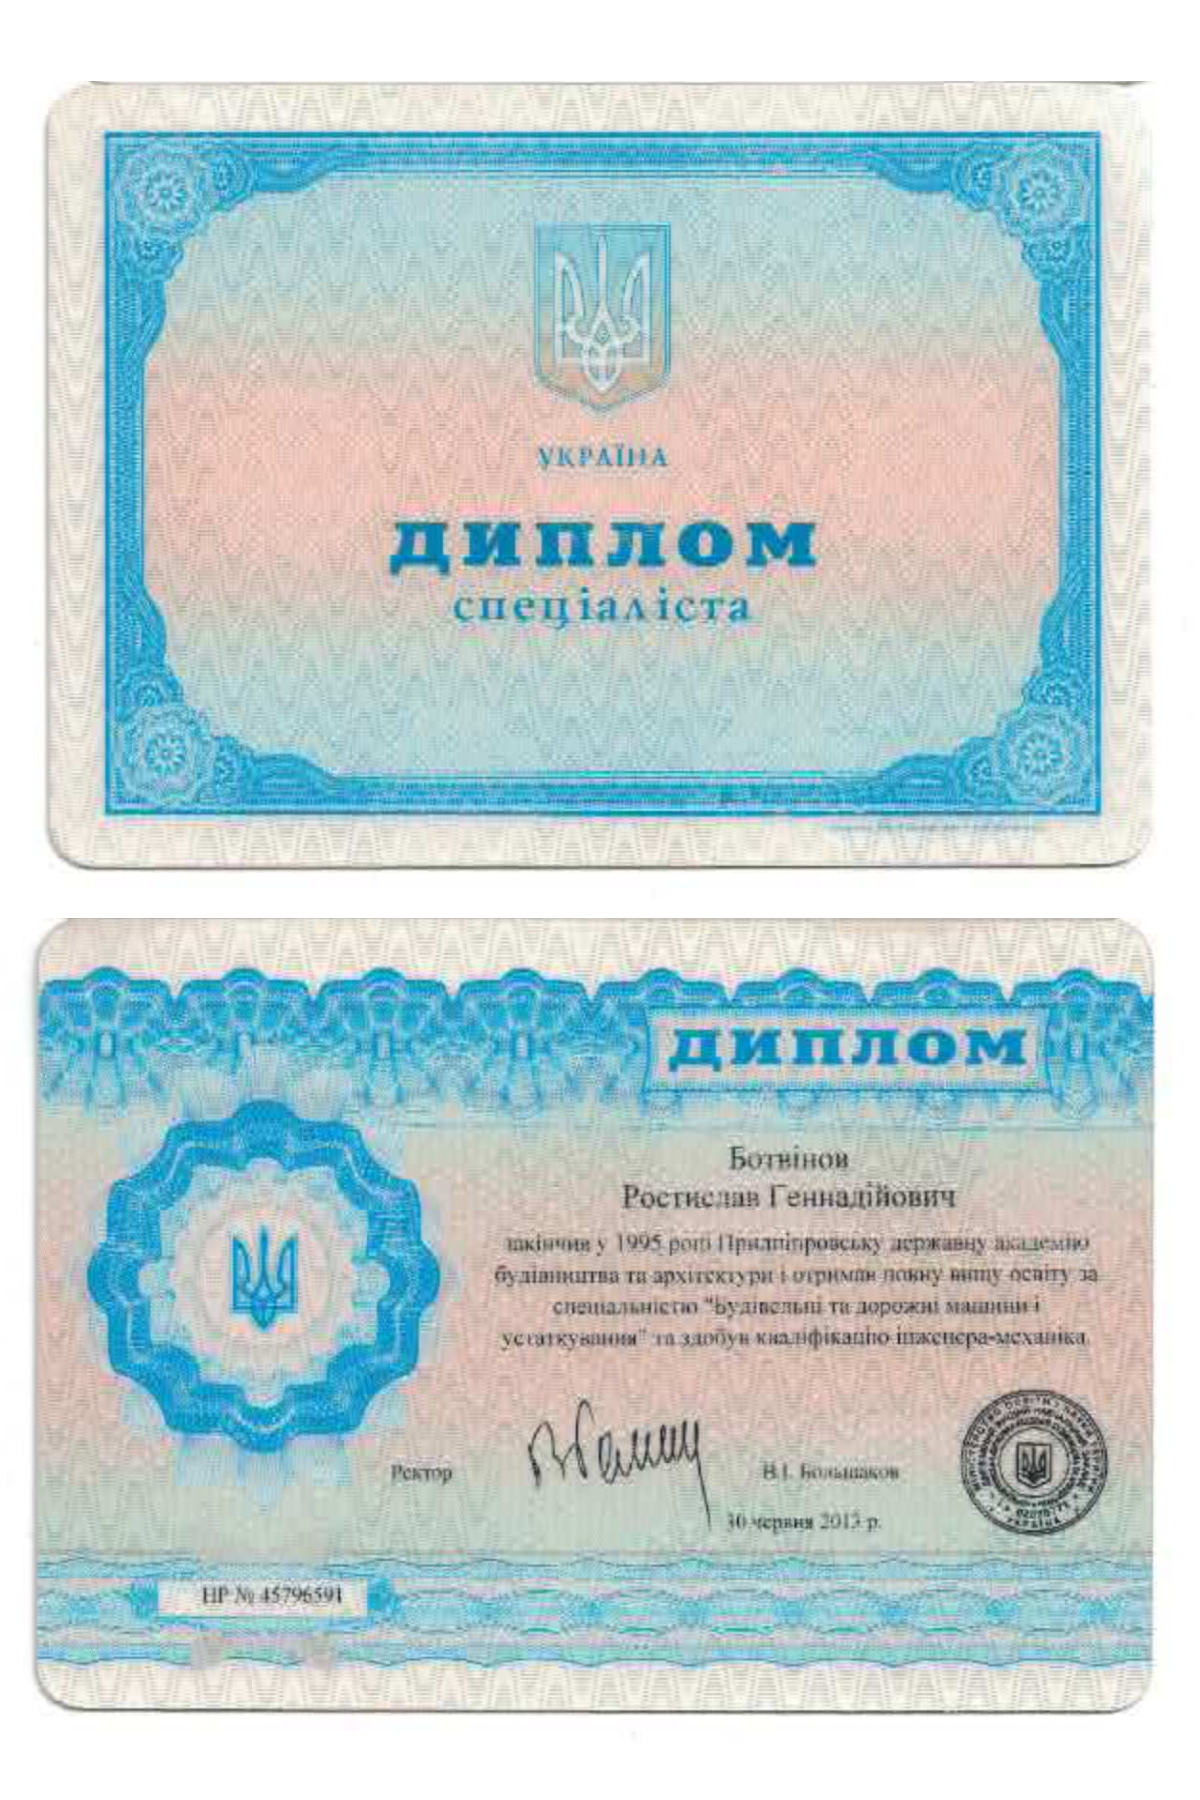 УКРАЇНА
ДИПЛОМ
спеціаліста
ДИПЛОМ
Ботвінов
Ростислав Геннадійович
закінчив у 1995 році Придніпровську державну академію
будівництва та архітектури і отримав повну вищу освіту за
спеціальністю "Будівельні та дорожні машини і
устаткування" та здобув кваліфікацію інженера-механіка.
Ректор
В.І. Большаков
30 червня 2013 р.
НР № 45796591
УКРАЇНА